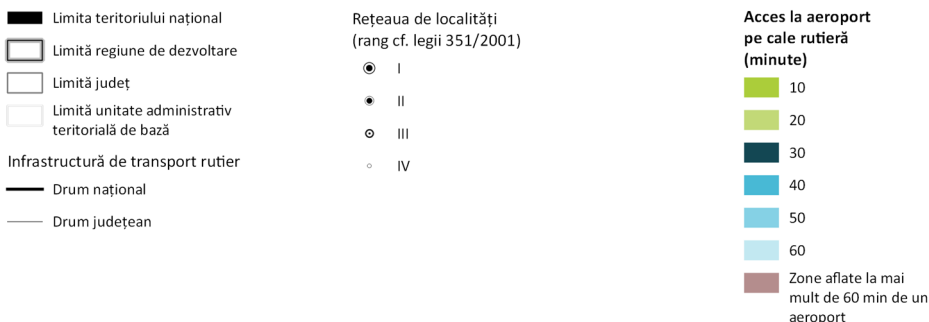 Limita teritoriului național
Limită regiune de dezvoltare
Limită județ
Limită unitate administrativ
teritorială de bază
Infrastructură de transport rutier
Drum național
Drum județean
Rețeaua de localități
(rang cf. legii 351/2001)
I
II
III
IV
Acces la aeroport
pe cale rutieră
(minute)
10
20
30
40
50
60
Zone aflate la mai
mult de 60 min de un
aeroport